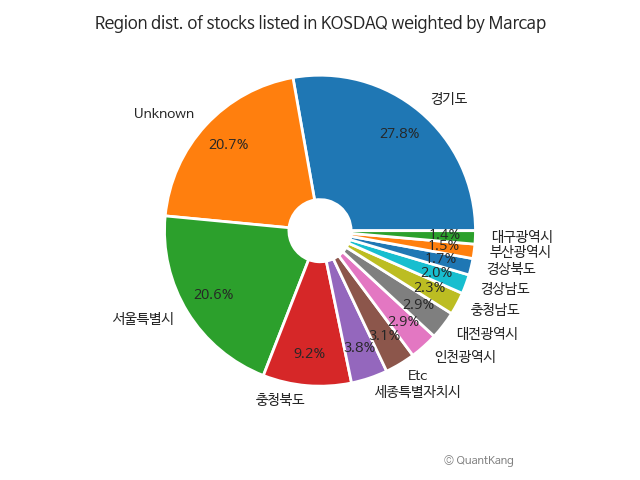 Region dist. of stocks listed in KOSDAQ weighted by Marcap
경기도
27.8%
Unknown
20.7%
서울특별시
20.6%
충청북도
9.2%
세종특별자치시
3.8%
Etc
3.1%
인천광역시
2.9%
대전광역시
2.9%
충청남도
2.3%
경상남도
2.0%
경상북도
1.7%
부산광역시
1.5%
대구광역시
1.4%
© QuantKang